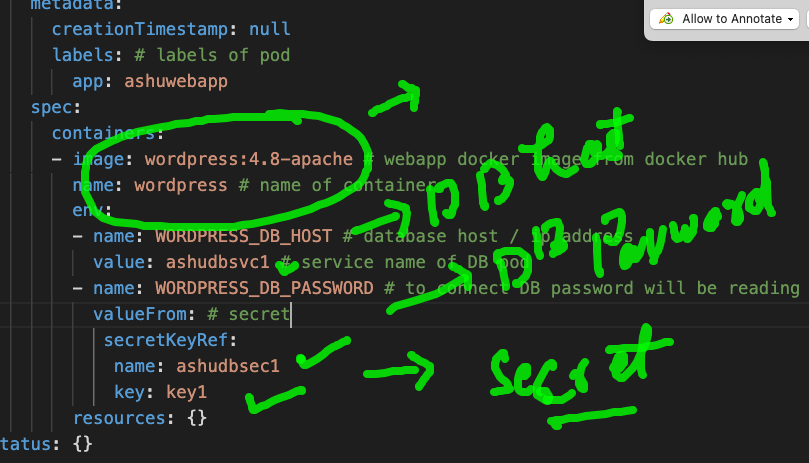 metadata:
creationTimestamp: null
labels: # labels of pod
app: ashuwebapp
spec:
containers:
- image: wordpress:4.8-apache # webapp docker image from docker hub
name: wordpress # name of container
env:
- name: WORDPRESS_DB_HOST # database host / ip address
value: ashudbsvc1 # service name of DB pod
- name: WORDPRESS_DB_PASSWORD # to connect DB password will be reading
valueFrom: # secret
secretKeyRef:
name: ashudbsec1
key: key1
resources: {}
tatus: {}
Allow to Annotate
Host
DB Password
Secret